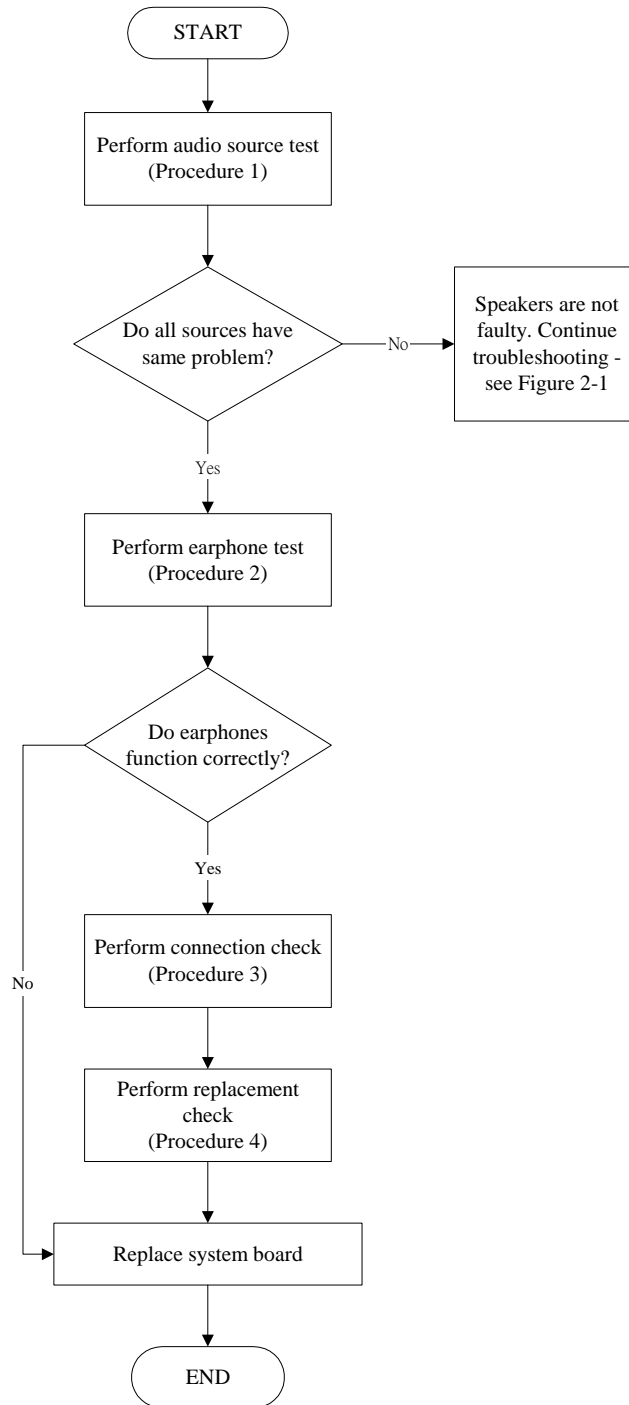 START
Perform audio source test
(Procedure 1)
Do all sources have
same problem?
No
Speakers are not
faulty. Continue
troubleshooting -
see Figure 2-1
Yes
Perform earphone test
(Procedure 2)
Do earphones
function correctly?
Yes
Perform connection check
(Procedure 3)
No
Perform replacement
check
(Procedure 4)
Replace system board
END